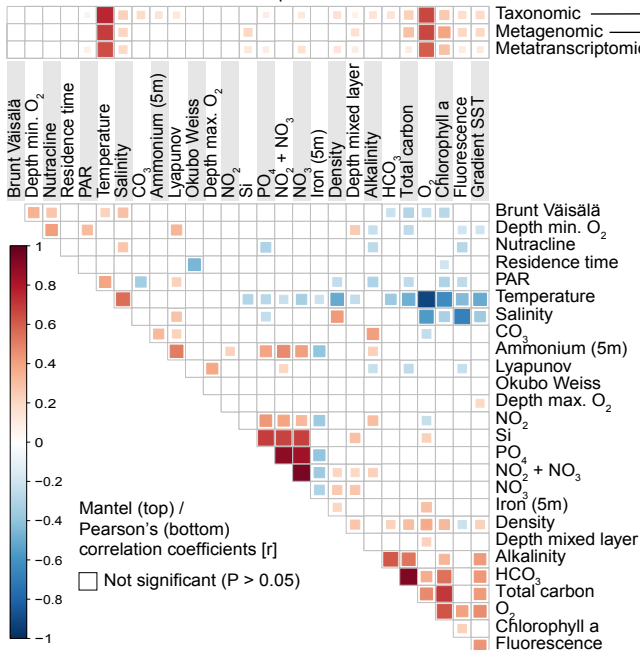 Taxonomic
Metagenomic
Metatranscriptomic
Brunt Väisälä
Depth min. O2
Nutracline
Residence time
PAR
Temperature
Salinity
CO3
Ammonium (5m)
Lyapunov
Okubo Weiss
Depth max. O2
NO2
Si
PO4
NO2 + NO3
NO3
Iron (5m)
Density
Depth mixed layer
Alkalinity
HCO3
Total carbon
O2
Chlorophyll a
Fluorescence
Gradient SST
Brunt Väisälä
Depth min. O2
Nutracline
Residence time
PAR
Temperature
Salinity
CO3
Ammonium (5m)
Lyapunov
Okubo Weiss
Depth max. O2
NO2
Si
PO4
NO2 + NO3
NO3
Iron (5m)
Density
Depth mixed layer
Alkalinity
HCO3
Total carbon
O2
Chlorophyll a
Fluorescence
1
0.8
0.6
0.4
0.2
0
−0.2
−0.4
−0.6
−0.8
−1
Mantel (top) /
Pearson's (bottom)
correlation coefficients [r]
Not significant (P > 0.05)